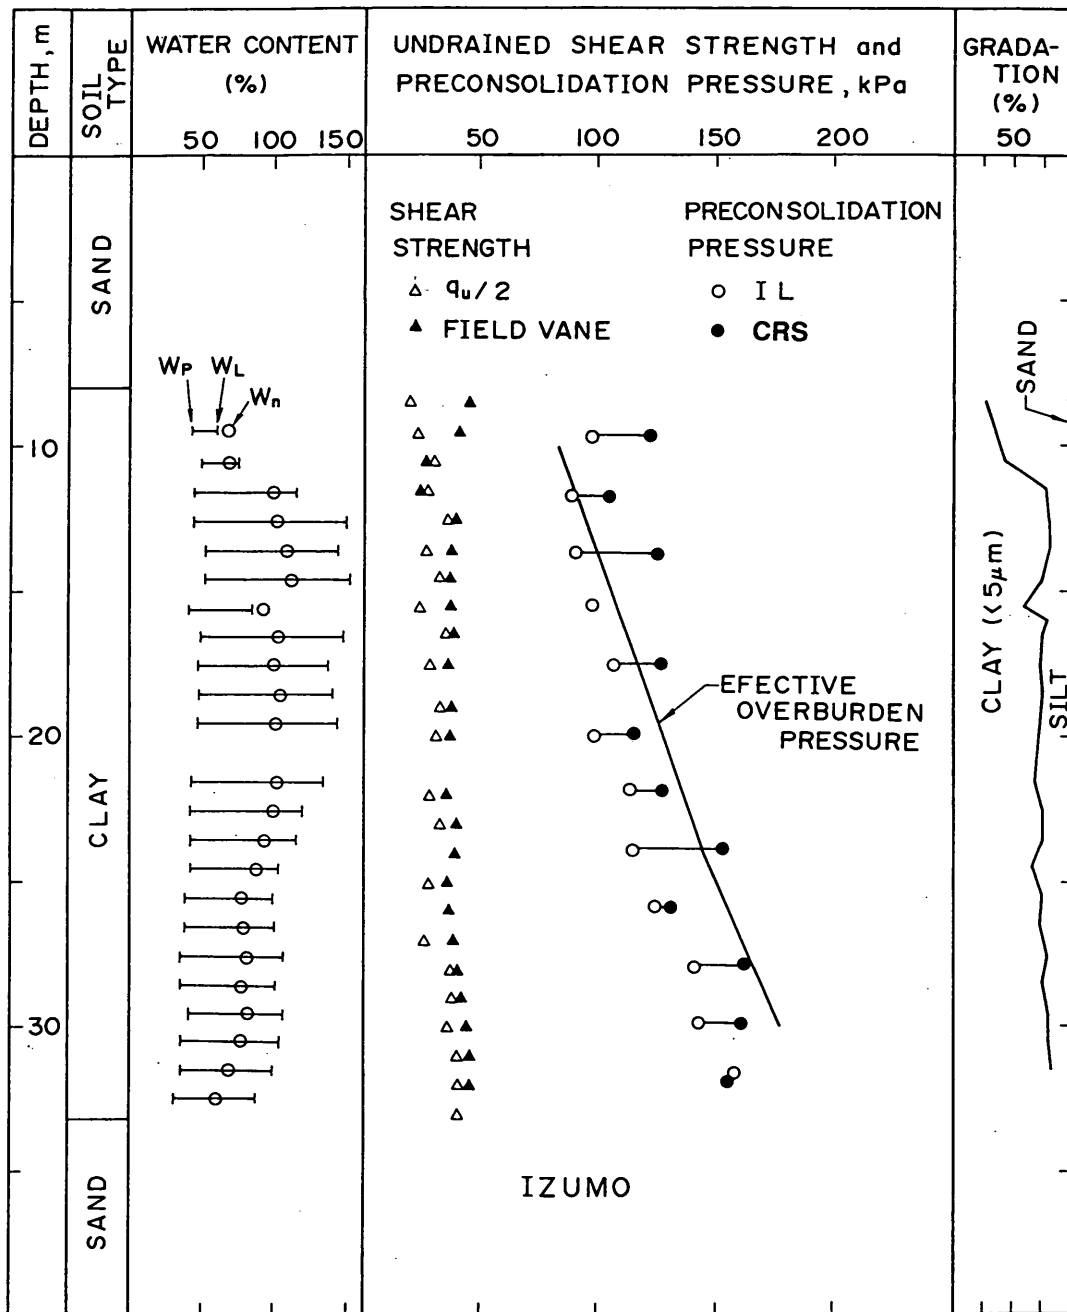 DEPTH, m
SOIL
TYPE
WATER CONTENT
(%)
50 100 150
UNDRAINED SHEAR STRENGTH and
PRECONSOLIDATION PRESSURE, kPa
50 100 150 200
GRADA-
TION
(%)
50
SHEAR
STRENGTH
qu/2
FIELD VANE
PRECONSOLIDATION
PRESSURE
IL
CRS
SAND
WP WL
Wn
SAND
10
CLAY (<5μm)
SILT
EFECTIVE
OVERBURDEN
PRESSURE
20
CLAY
30
IZUMO
SAND